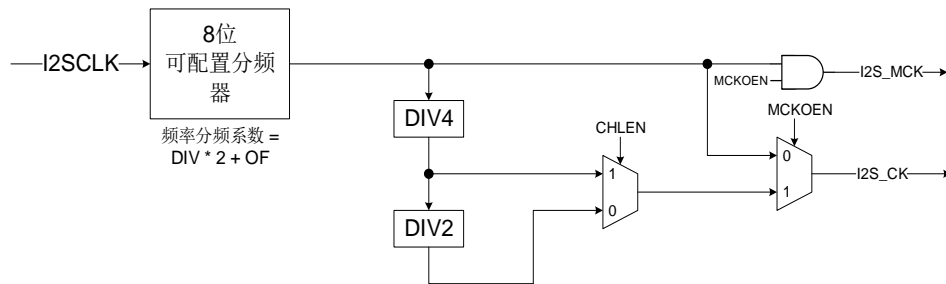 I2SCLK
8位
可配置分频
器
频率分频系数 =
DIV * 2 + OF
DIV4
DIV2
CHLEN
1
0
MCKOEN
I2S_MCK
MCKOEN
0
1
I2S_CK